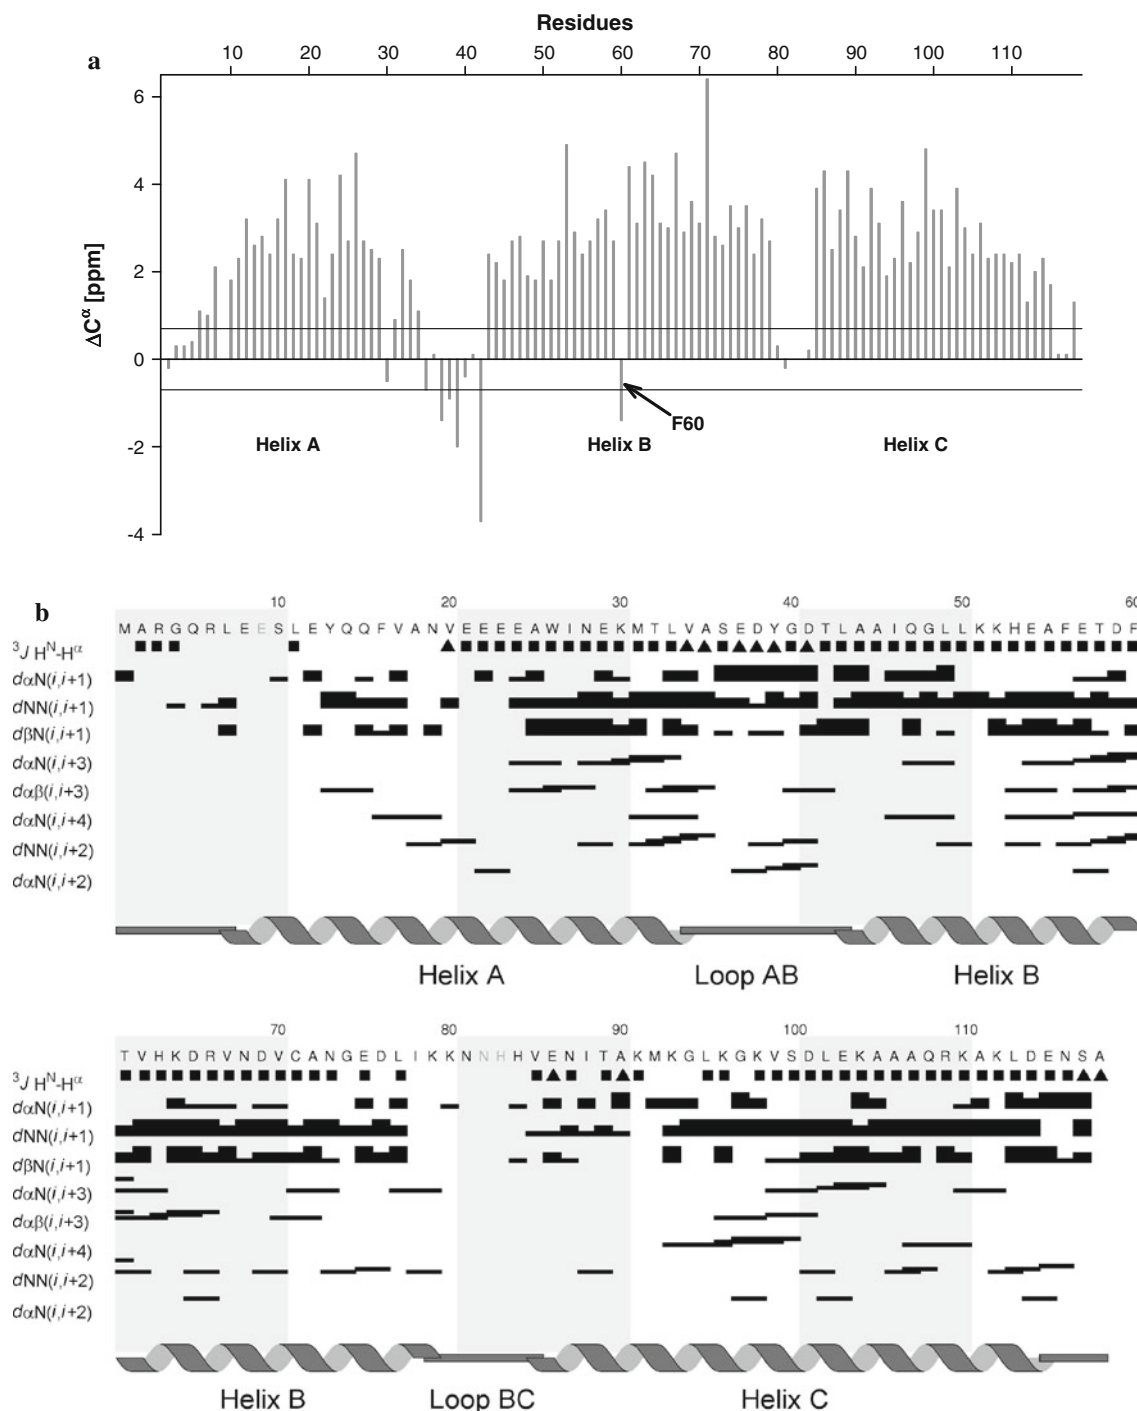 Residues
a
10 20 30 40 50 60 70 80 90 100 110
6
4
2
0
-2
-4
ΔCα [ppm]
F60
Helix A Helix B Helix C
b
10 20 30 40 50 60
M A R G Q R L E E S L E Y Q Q F V A N V E E E E A W I N E K M T L V A S E D Y G D T L A A I Q G L L K K H E A F E T D F
3J HN-Hα
dαN(i,i+1)
dNN(i,i+1)
dβN(i,i+1)
dαN(i,i+3)
dαβ(i,i+3)
dαN(i,i+4)
dNN(i,i+2)
dαN(i,i+2)
Helix A Loop AB Helix B
70 80 90 100 110
T V H K D R V N D V C A N G E D L I K K N N H H V E N I T A K M K G L K G K V S D L E K A A A Q R K A K L D E N S A
3J HN-Hα
dαN(i,i+1)
dNN(i,i+1)
dβN(i,i+1)
dαN(i,i+3)
dαβ(i,i+3)
dαN(i,i+4)
dNN(i,i+2)
dαN(i,i+2)
Helix B Loop BC Helix C